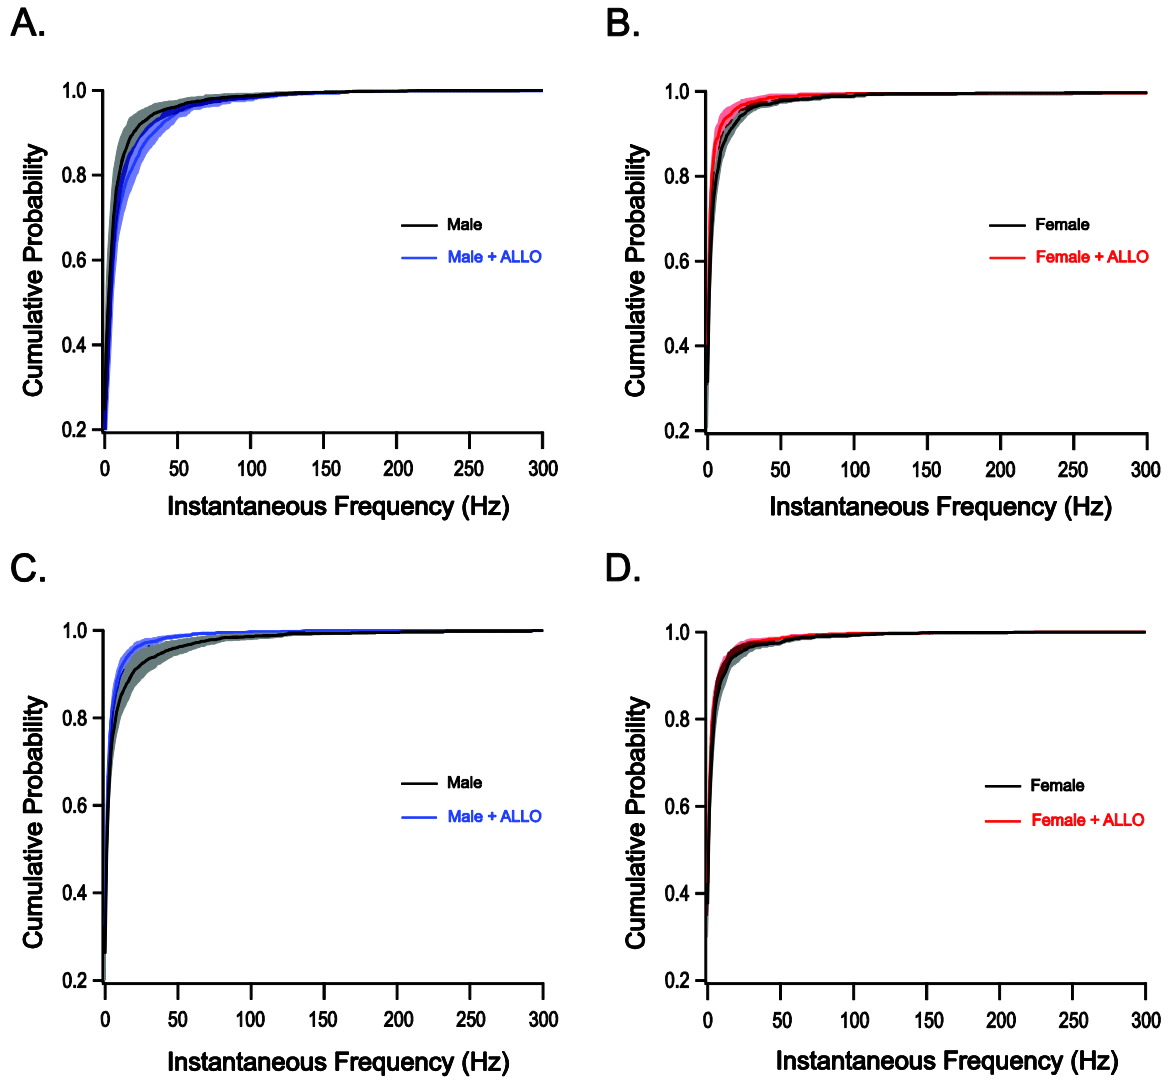 A.
Cumulative Probability
1.0
0.8
0.6
0.4
0.2
Male
Male + ALLO
0 50 100 150 200 250 300
Instantaneous Frequency (Hz)
B.
Cumulative Probability
1.0
0.8
0.6
0.4
0.2
Female
Female + ALLO
0 50 100 150 200 250 300
Instantaneous Frequency (Hz)
C.
Cumulative Probability
1.0
0.8
0.6
0.4
0.2
Male
Male + ALLO
0 50 100 150 200 250 300
Instantaneous Frequency (Hz)
D.
Cumulative Probability
1.0
0.8
0.6
0.4
0.2
Female
Female + ALLO
0 50 100 150 200 250 300
Instantaneous Frequency (Hz)